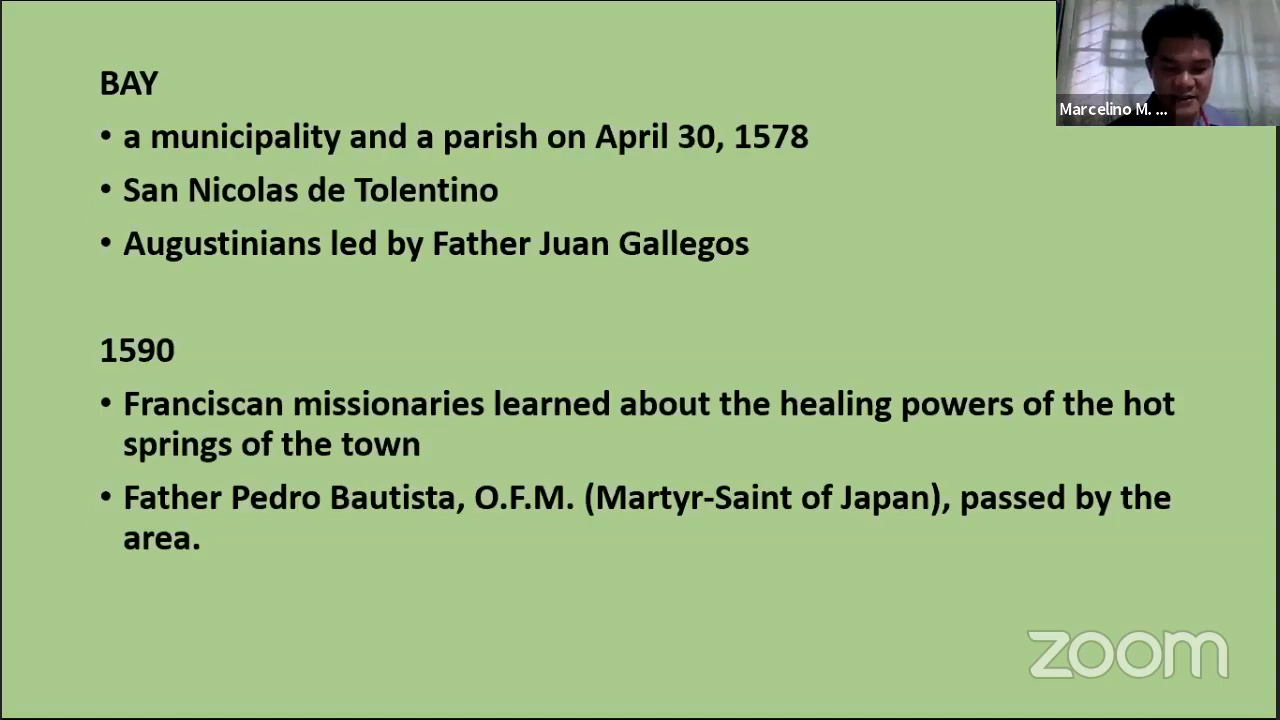 BAY
• a municipality and a parish on April 30, 1578
• San Nicolas de Tolentino
• Augustinians led by Father Juan Gallegos
1590
• Franciscan missionaries learned about the healing powers of the hot
springs of the town
• Father Pedro Bautista, O.F.M. (Martyr-Saint of Japan), passed by the
area.
Marcelino M. ...
zoom